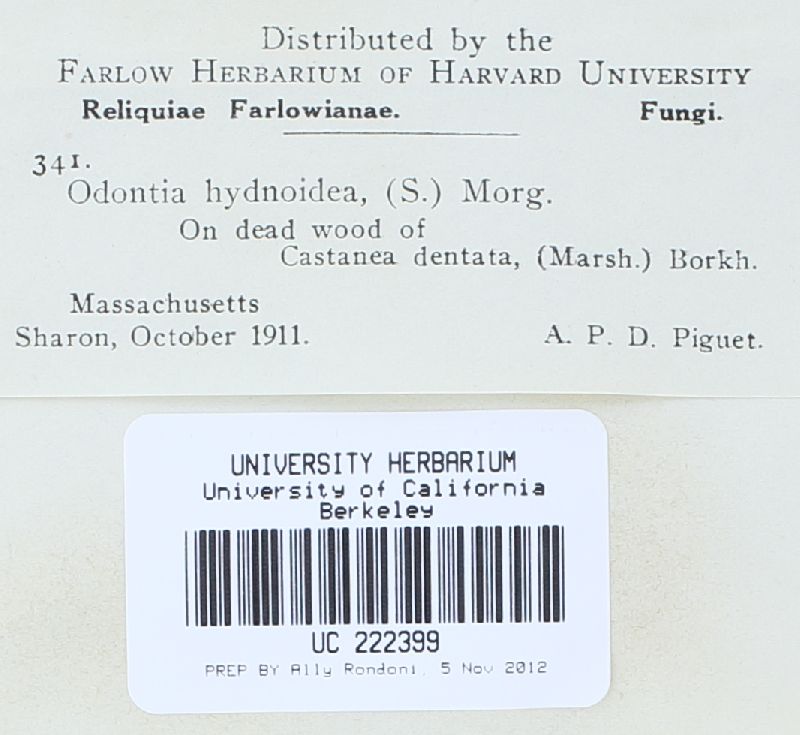 Distributed by the
FARLOW HERBARIUM OF HARVARD UNIVERSITY
Reliquiae Farlowianae. Fungi.
341.
Odontia hydnoidea, (S.) Morg.
On dead wood of
Castanea dentata, (Marsh.) Borkh.
Massachusetts
Sharon, October 1911. A. P. D. Piguet.
UNIVERSITY HERBARIUM
University of California
Berkeley
UC 222399
PREP BY Ally Rondoni, 5 Nov 2012